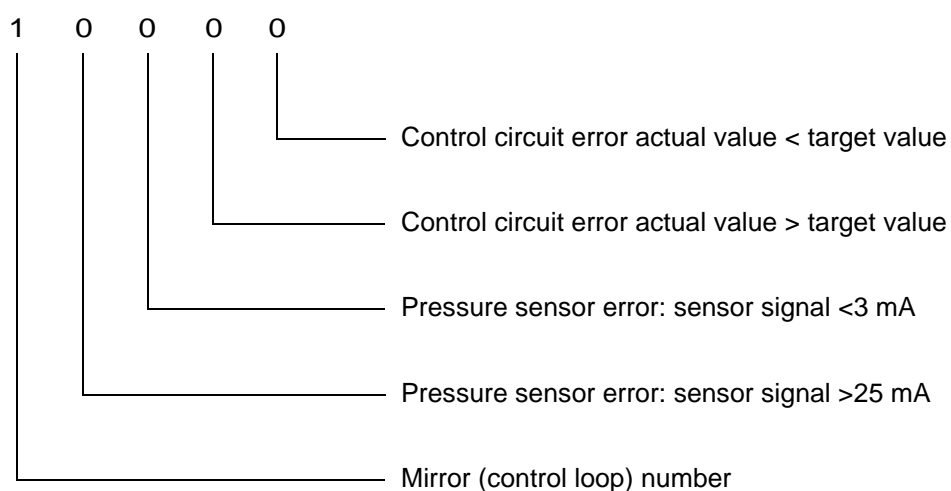 1 0 0 0 0
Control circuit error actual value < target value
Control circuit error actual value > target value
Pressure sensor error: sensor signal <3 mA
Pressure sensor error: sensor signal >25 mA
Mirror (control loop) number